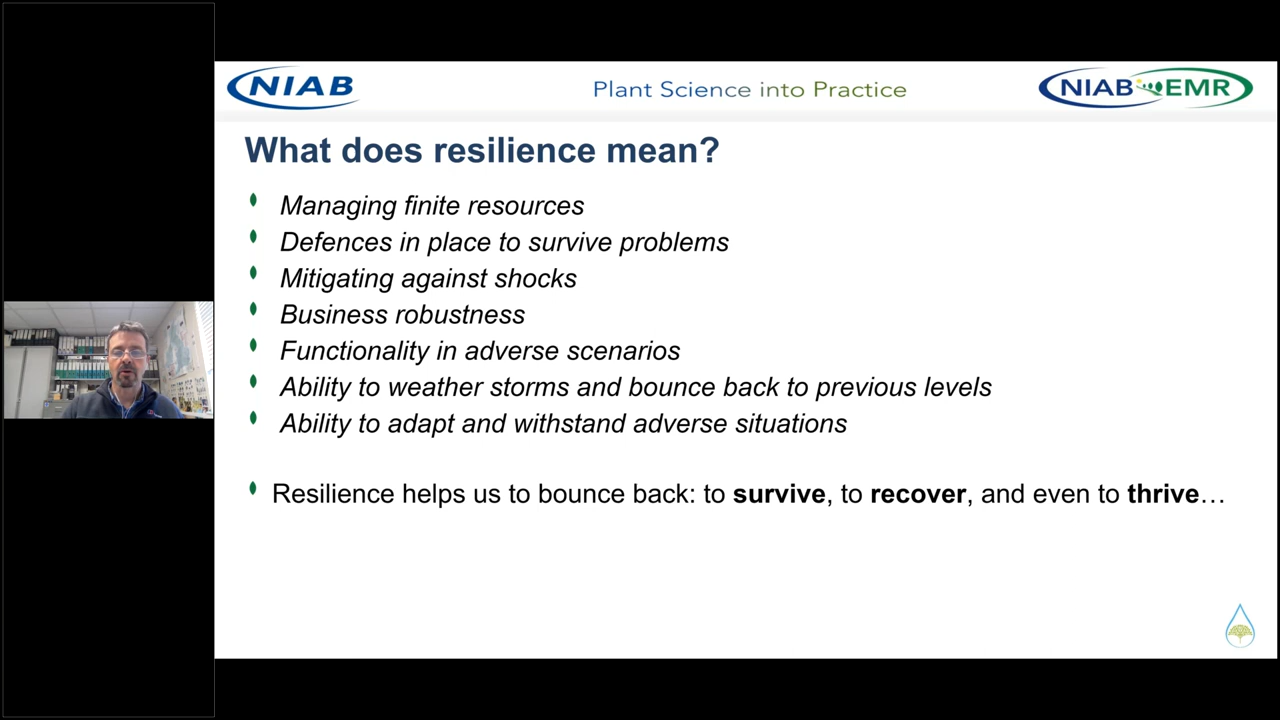 NIAB
Plant Science into Practice
NIAB EMR
What does resilience mean?
Managing finite resources
Defences in place to survive problems
Mitigating against shocks
Business robustness
Functionality in adverse scenarios
Ability to weather storms and bounce back to previous levels
Ability to adapt and withstand adverse situations
Resilience helps us to bounce back: to survive, to recover, and even to thrive…